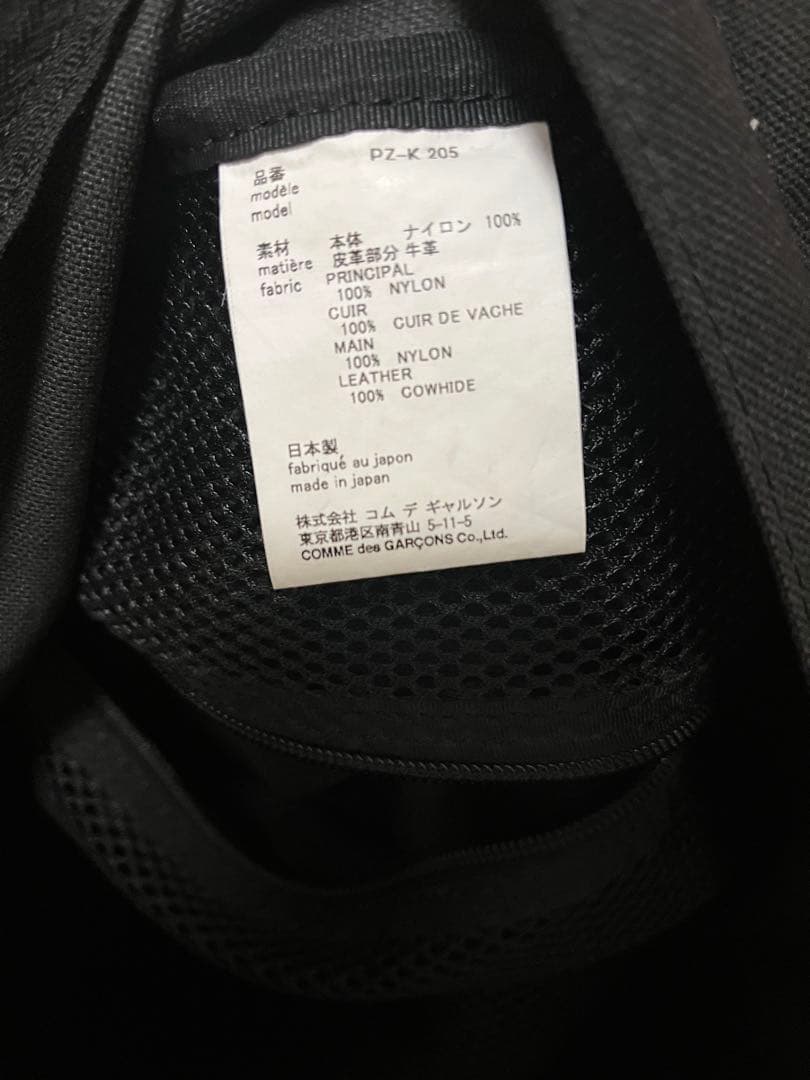 品番 PZ-K 205
modèle
model
素材 本体 ナイロン 100%
matière 皮革部分 牛革
fabric PRINCIPAL
100% NYLON
CUIR
100% CUIR DE VACHE
MAIN
100% NYLON
LEATHER
100% COWHIDE
日本製
fabriqué au japon
made in japan
株式会社 コム デ ギャルソン
東京都港区南青山 5-11-5
COMME des GARÇONS Co.,Ltd.